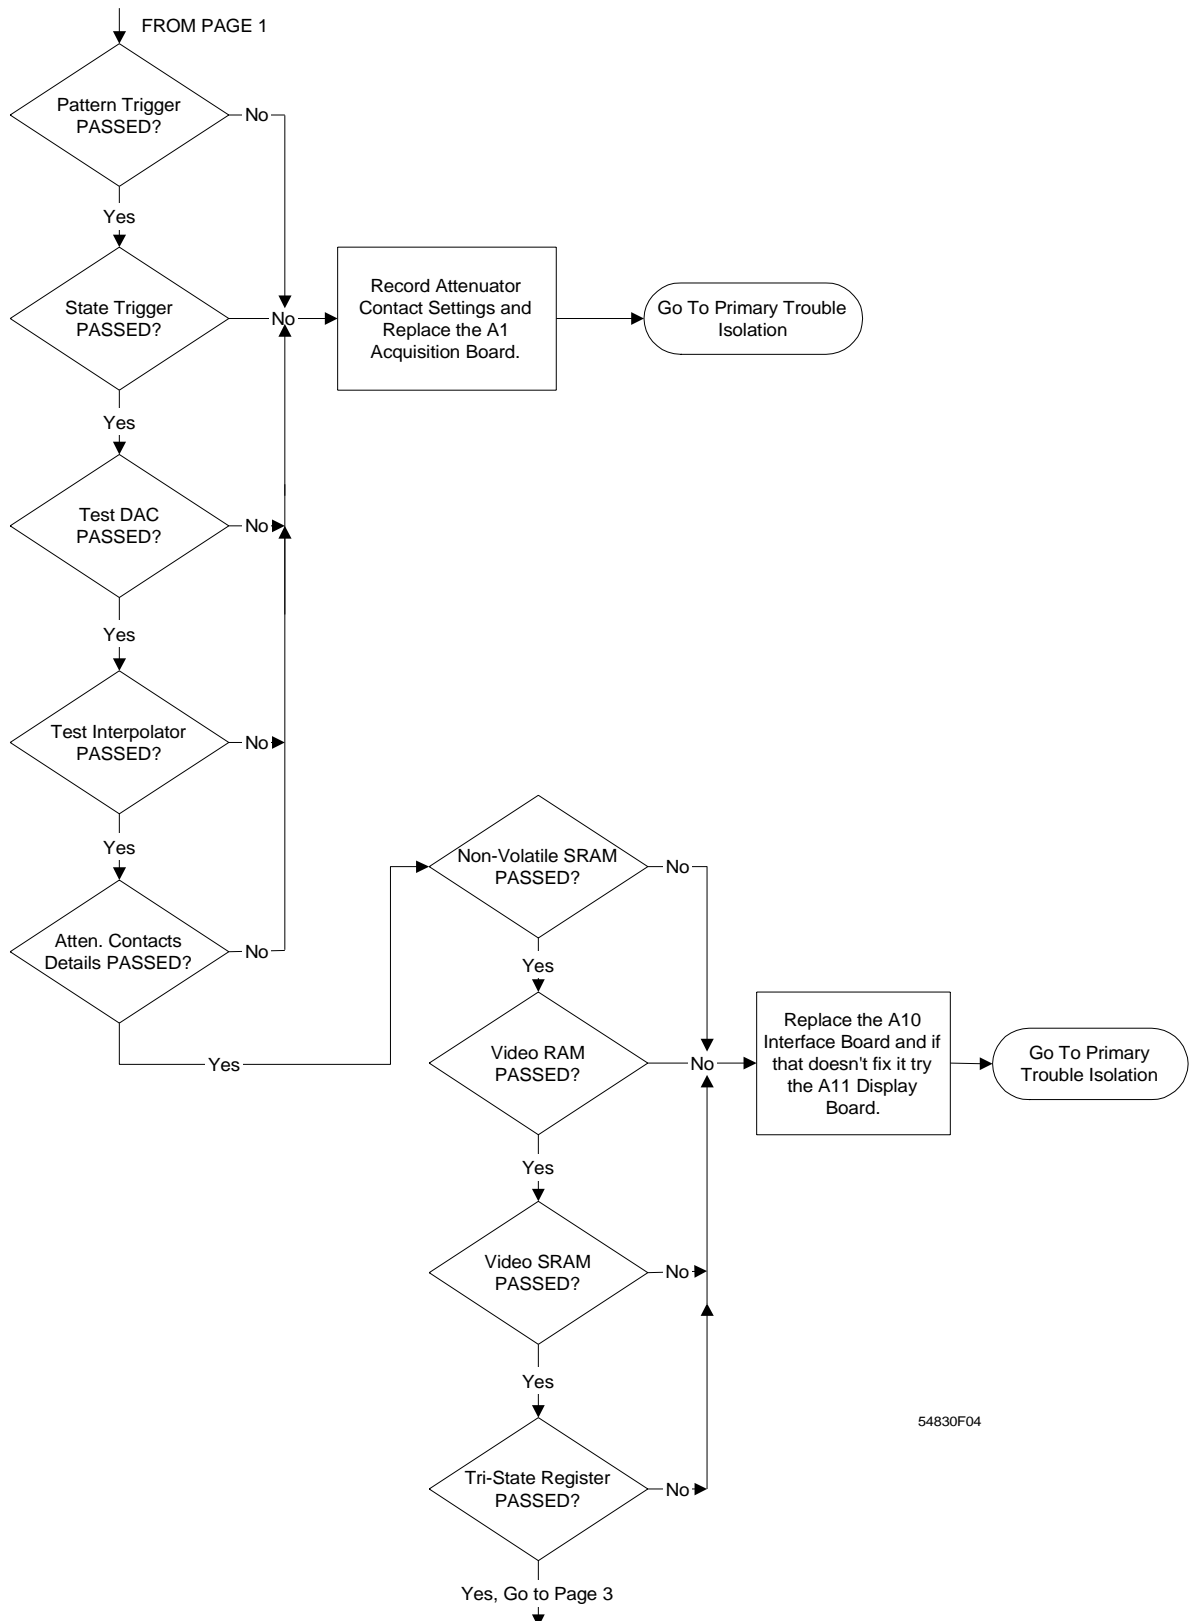 FROM PAGE 1
Pattern Trigger
PASSED?
No
Yes
State Trigger
PASSED?
No
Record Attenuator
Contact Settings and
Replace the A1
Acquisition Board.
Go To Primary Trouble
Isolation
Yes
Test DAC
PASSED?
No
Yes
Test Interpolator
PASSED?
No
Yes
Atten. Contacts
Details PASSED?
No
Yes
Non-Volatile SRAM
PASSED?
No
Yes
Video RAM
PASSED?
No
Replace the A10
Interface Board and if
that doesn't fix it try
the A11 Display
Board.
Go To Primary
Trouble Isolation
Yes
Video SRAM
PASSED?
No
Yes
Tri-State Register
PASSED?
No
Yes, Go to Page 3
54830F04